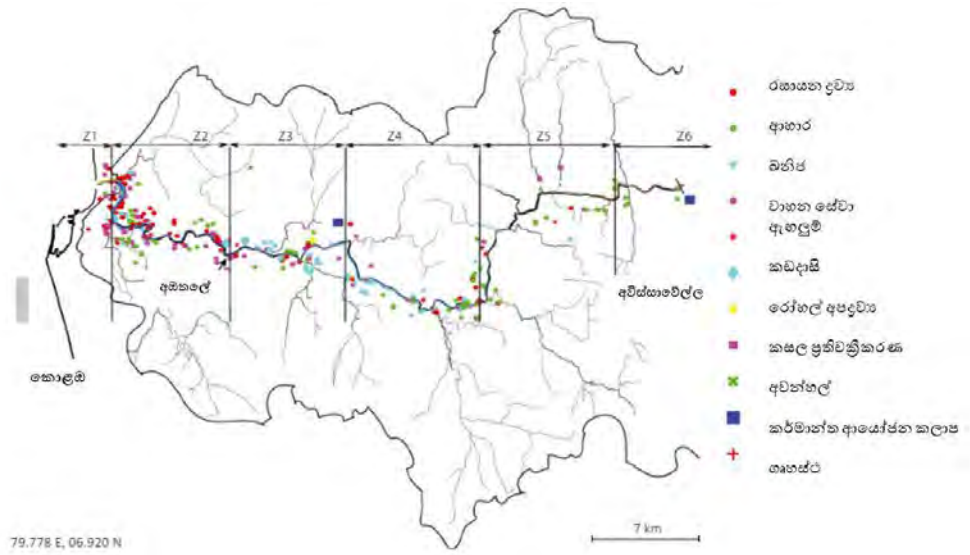 Z1
Z2
Z3
Z4
Z5
Z6
අඹතලේ
අවිස්සාවේල්ල
කොළඹ
රසායන ද්‍රව්‍ය
ආහාර
ඛනිජ
වාහන සේවා
ඇඟලුම්
කඩදාසි
රෝහල් අපද්‍රව්‍ය
කසල ප්‍රතිචක්‍රීකරණ
අවන්හල්
කර්මාන්ත ආයෝජන කලාප
ගෘහස්ථ
7 km
79.778 E, 06.920 N